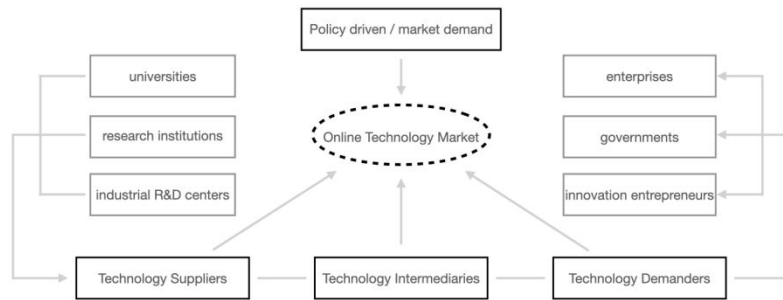 Policy driven / market demand
universities
enterprises
research institutions
Online Technology Market
governments
industrial R&D centers
innovation entrepreneurs
Technology Suppliers
Technology Intermediaries
Technology Demanders